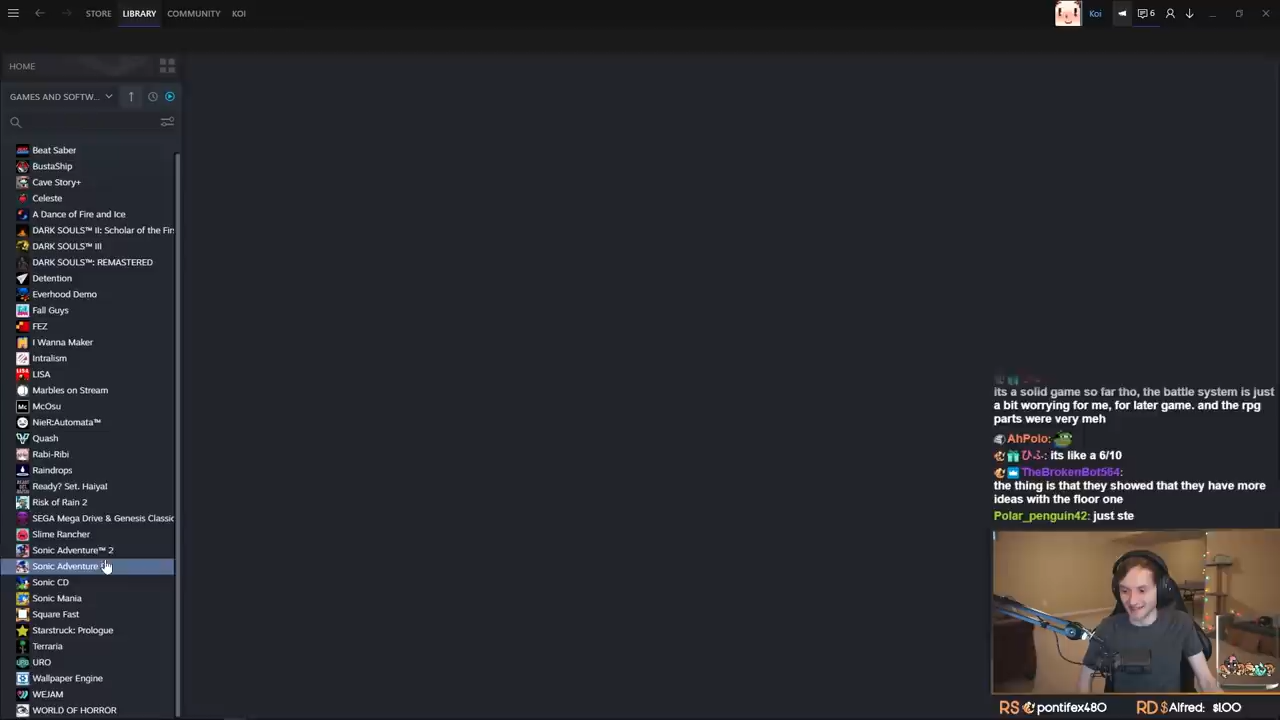 STORE LIBRARY COMMUNITY KOI Koi 6
HOME
GAMES AND SOFTW...
Beat Saber
BustaShip
Cave Story+
Celeste
A Dance of Fire and Ice
DARK SOULS™ II: Scholar of the Fir
DARK SOULS™ III
DARK SOULS™: REMASTERED
Detention
Everhood Demo
Fall Guys
FEZ
I Wanna Maker
Intralism
LISA
Marbles on Stream
Mc McOsu
NieR:Automata™
Quash
Rabi-Ribi
Raindrops
Ready? Set. Haiya!
Risk of Rain 2
SEGA Mega Drive & Genesis Classic
Slime Rancher
Sonic Adventure™ 2
Sonic Adventure
Sonic CD
Sonic Mania
Square Fast
Starstruck: Prologue
Terraria
URO
Wallpaper Engine
WEJAM
WORLD OF HORROR
its a solid game so far tho, the battle system is just
a bit worrying for me, for later game. and the rpg
parts were very meh
AhPolo:
ひふ: its like a 6/10
TheBrokenBot564:
the thing is that they showed that they have more
ideas with the floor one
Polar_penguin42: just ste
RS pontifex480 RD $Alfred: $1.00